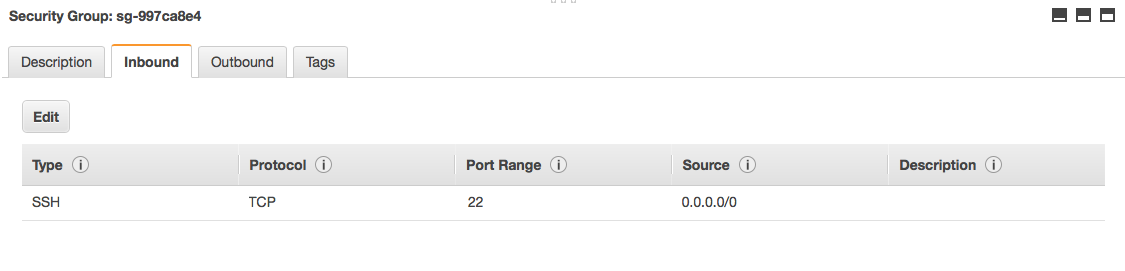 Security Group: sg-997ca8e4
Description Inbound Outbound Tags
Edit
Type i Protocol i Port Range i Source i Description i
SSH TCP 22 0.0.0.0/0